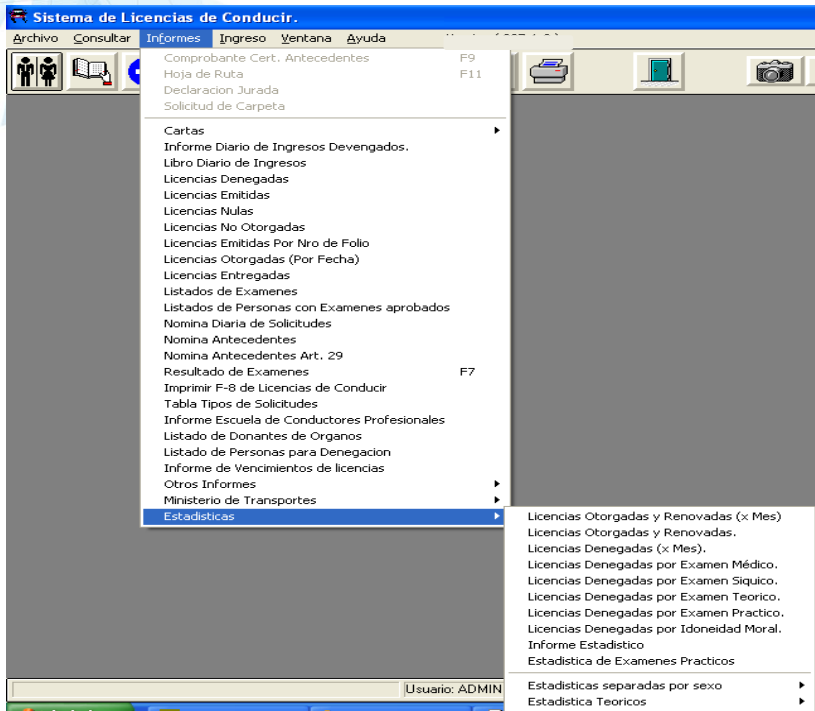 Sistema de Licencias de Conducir.
Archivo Consultar Informes Ingreso Ventana Ayuda
Comprobante Cert. Antecedentes F9
Hoja de Ruta F11
Declaracion Jurada
Solicitud de Carpeta
Cartas
Informe Diario de Ingresos Devengados.
Libro Diario de Ingresos
Licencias Denegadas
Licencias Emitidas
Licencias Nulas
Licencias No Otorgadas
Licencias Emitidas Por Nro de Folio
Licencias Otorgadas (Por Fecha)
Licencias Entregadas
Listados de Examenes
Listados de Personas con Examenes aprobados
Nomina Diaria de Solicitudes
Nomina Antecedentes
Nomina Antecedentes Art. 29
Resultado de Examenes F7
Imprimir F-8 de Licencias de Conducir
Tabla Tipos de Solicitudes
Informe Escuela de Conductores Profesionales
Listado de Donantes de Organos
Listado de Personas para Denegacion
Informe de Vencimientos de licencias
Otros Informes
Ministerio de Transportes
Estadisticas
Licencias Otorgadas y Renovadas (x Mes)
Licencias Otorgadas y Renovadas.
Licencias Denegadas (x Mes).
Licencias Denegadas por Examen Médico.
Licencias Denegadas por Examen Siquico.
Licencias Denegadas por Examen Teorico.
Licencias Denegadas por Examen Practico.
Licencias Denegadas por Idoneidad Moral.
Informe Estadistico
Estadistica de Examenes Practicos
Estadisticas separadas por sexo
Estadistica Teoricos
Usuario: ADMIN